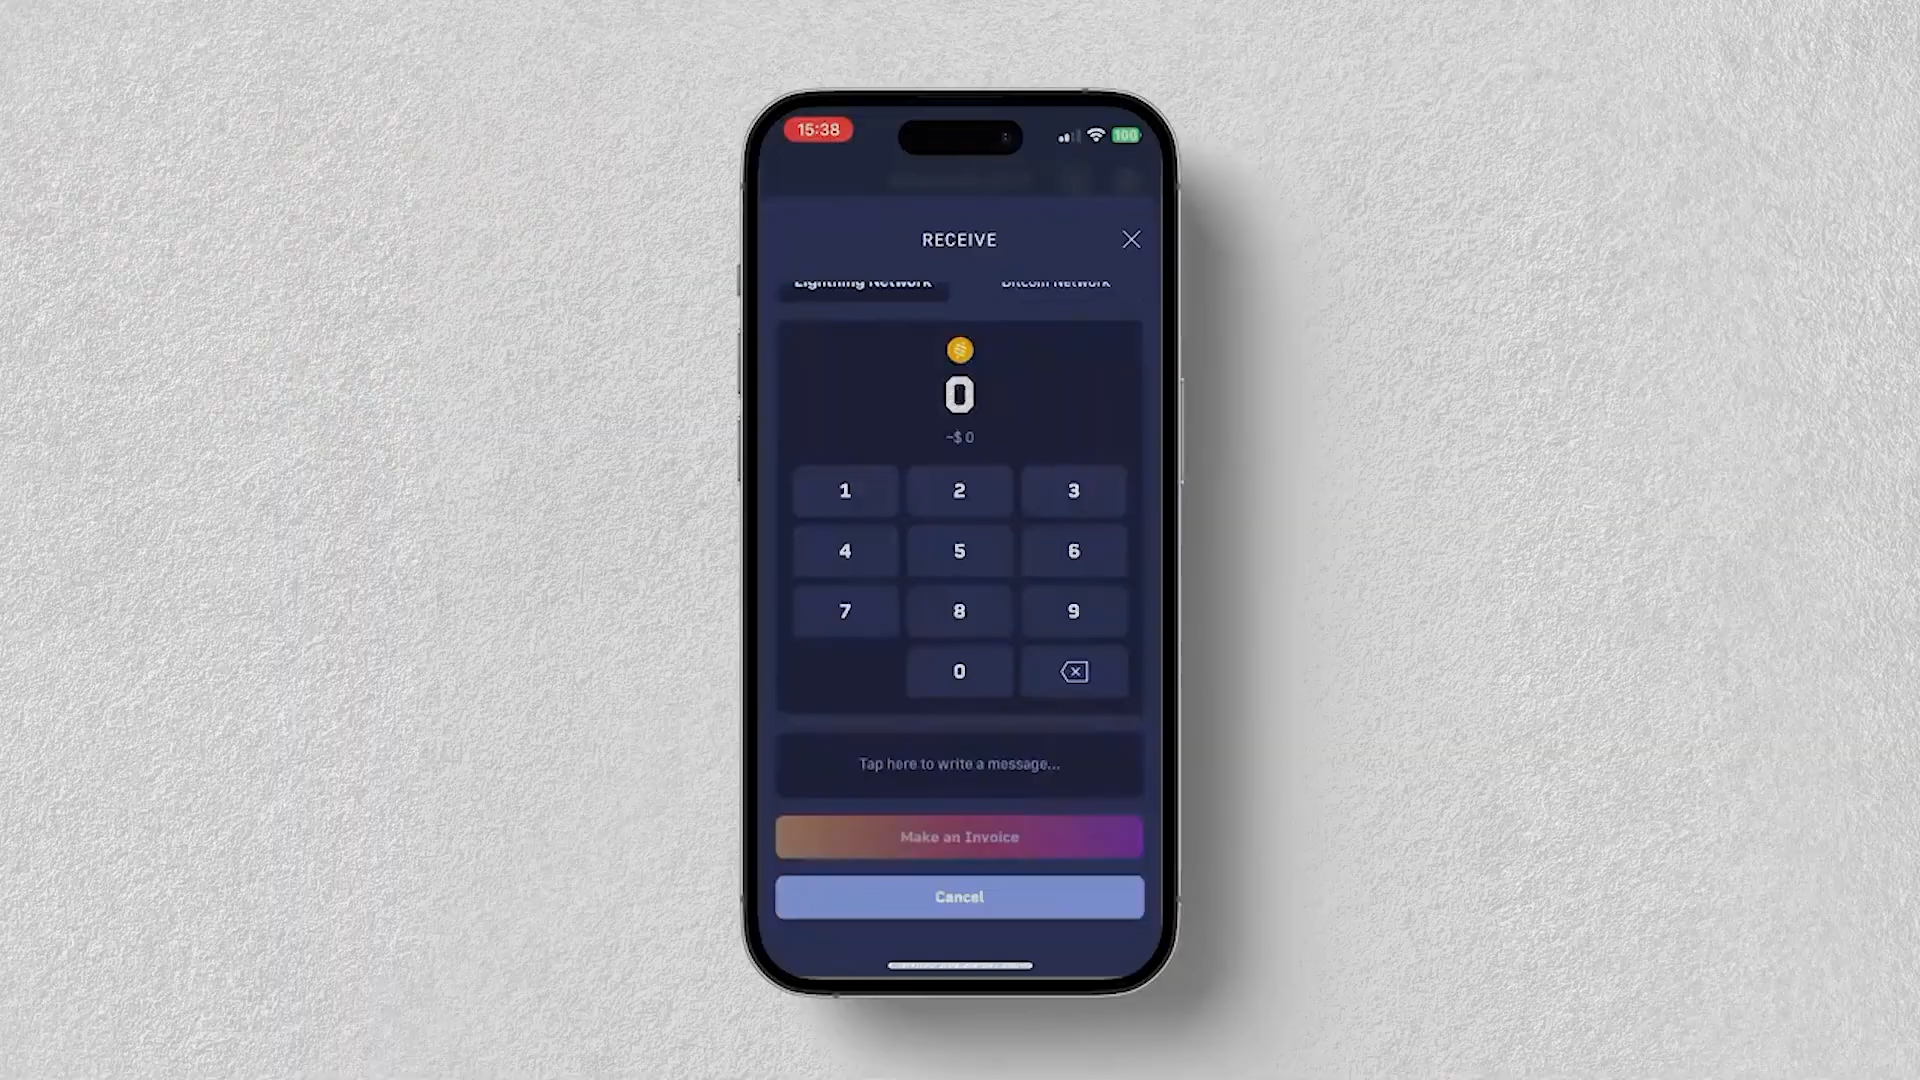 15:38
100
RECEIVE
Lightning Network Bitcoin Network
0
~$ 0
1 2 3
4 5 6
7 8 9
0
Tap here to write a message...
Make an Invoice
Cancel